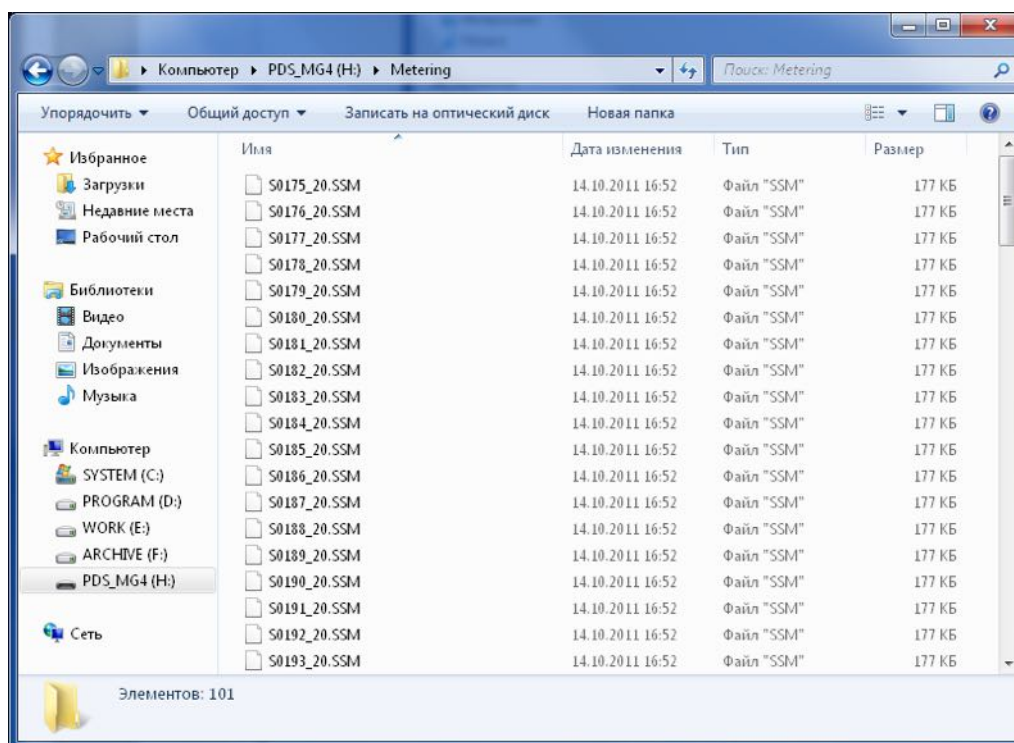 Компьютер PDS_MG4 (H:) Metering Поиск: Metering
Упорядочить Общий доступ Записать на оптический диск Новая папка
Избранное
Загрузки
Недавние места
Рабочий стол
Библиотеки
Видео
Документы
Изображения
Музыка
Компьютер
SYSTEM (C:)
PROGRAM (D:)
WORK (E:)
ARCHIVE (F:)
PDS_MG4 (H:)
Сеть
Имя Дата изменения Тип Размер
S0175_20.SSM 14.10.2011 16:52 Файл "SSM" 177 КБ
S0176_20.SSM 14.10.2011 16:52 Файл "SSM" 177 КБ
S0177_20.SSM 14.10.2011 16:52 Файл "SSM" 177 КБ
S0178_20.SSM 14.10.2011 16:52 Файл "SSM" 177 КБ
S0179_20.SSM 14.10.2011 16:52 Файл "SSM" 177 КБ
S0180_20.SSM 14.10.2011 16:52 Файл "SSM" 177 КБ
S0181_20.SSM 14.10.2011 16:52 Файл "SSM" 177 КБ
S0182_20.SSM 14.10.2011 16:52 Файл "SSM" 177 КБ
S0183_20.SSM 14.10.2011 16:52 Файл "SSM" 177 КБ
S0184_20.SSM 14.10.2011 16:52 Файл "SSM" 177 КБ
S0185_20.SSM 14.10.2011 16:52 Файл "SSM" 177 КБ
S0186_20.SSM 14.10.2011 16:52 Файл "SSM" 177 КБ
S0187_20.SSM 14.10.2011 16:52 Файл "SSM" 177 КБ
S0188_20.SSM 14.10.2011 16:52 Файл "SSM" 177 КБ
S0189_20.SSM 14.10.2011 16:52 Файл "SSM" 177 КБ
S0190_20.SSM 14.10.2011 16:52 Файл "SSM" 177 КБ
S0191_20.SSM 14.10.2011 16:52 Файл "SSM" 177 КБ
S0192_20.SSM 14.10.2011 16:52 Файл "SSM" 177 КБ
S0193_20.SSM 14.10.2011 16:52 Файл "SSM" 177 КБ
Элементов: 101